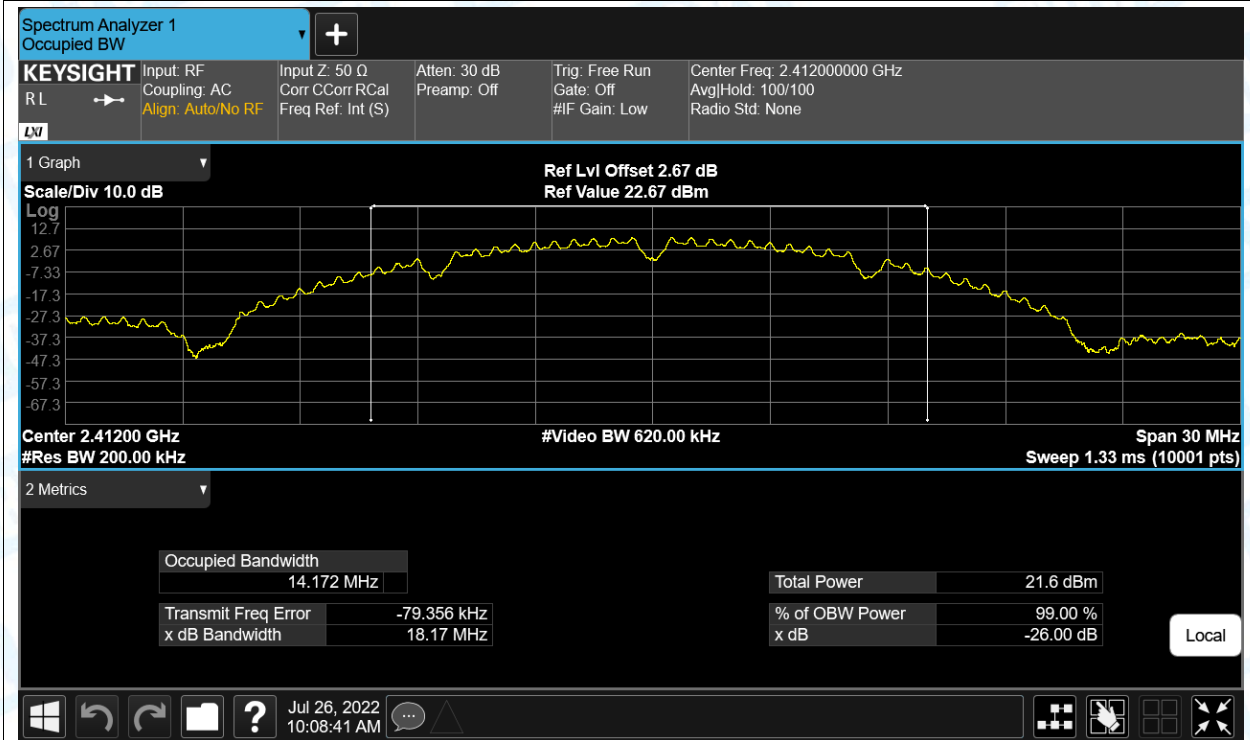 Spectrum Analyzer 1
Occupied BW
KEYSIGHT
R L
LXI
Input: RF
Coupling: AC
Align: Auto/No RF
Input Z: 50 Ω
Corr CCorr RCal
Freq Ref: Int (S)
Atten: 30 dB
Preamp: Off
Trig: Free Run
Gate: Off
#IF Gain: Low
Center Freq: 2.412000000 GHz
Avg|Hold: 100/100
Radio Std: None
1 Graph
Scale/Div 10.0 dB
Ref Lvl Offset 2.67 dB
Ref Value 22.67 dBm
Log
12.7
2.67
-7.33
-17.3
-27.3
-37.3
-47.3
-57.3
-67.3
Center 2.41200 GHz
#Res BW 200.00 kHz
#Video BW 620.00 kHz
Span 30 MHz
Sweep 1.33 ms (10001 pts)
2 Metrics
Occupied Bandwidth
14.172 MHz
Transmit Freq Error -79.356 kHz
x dB Bandwidth 18.17 MHz
Total Power 21.6 dBm
% of OBW Power 99.00 %
x dB -26.00 dB
Local
?
Jul 26, 2022
10:08:41 AM